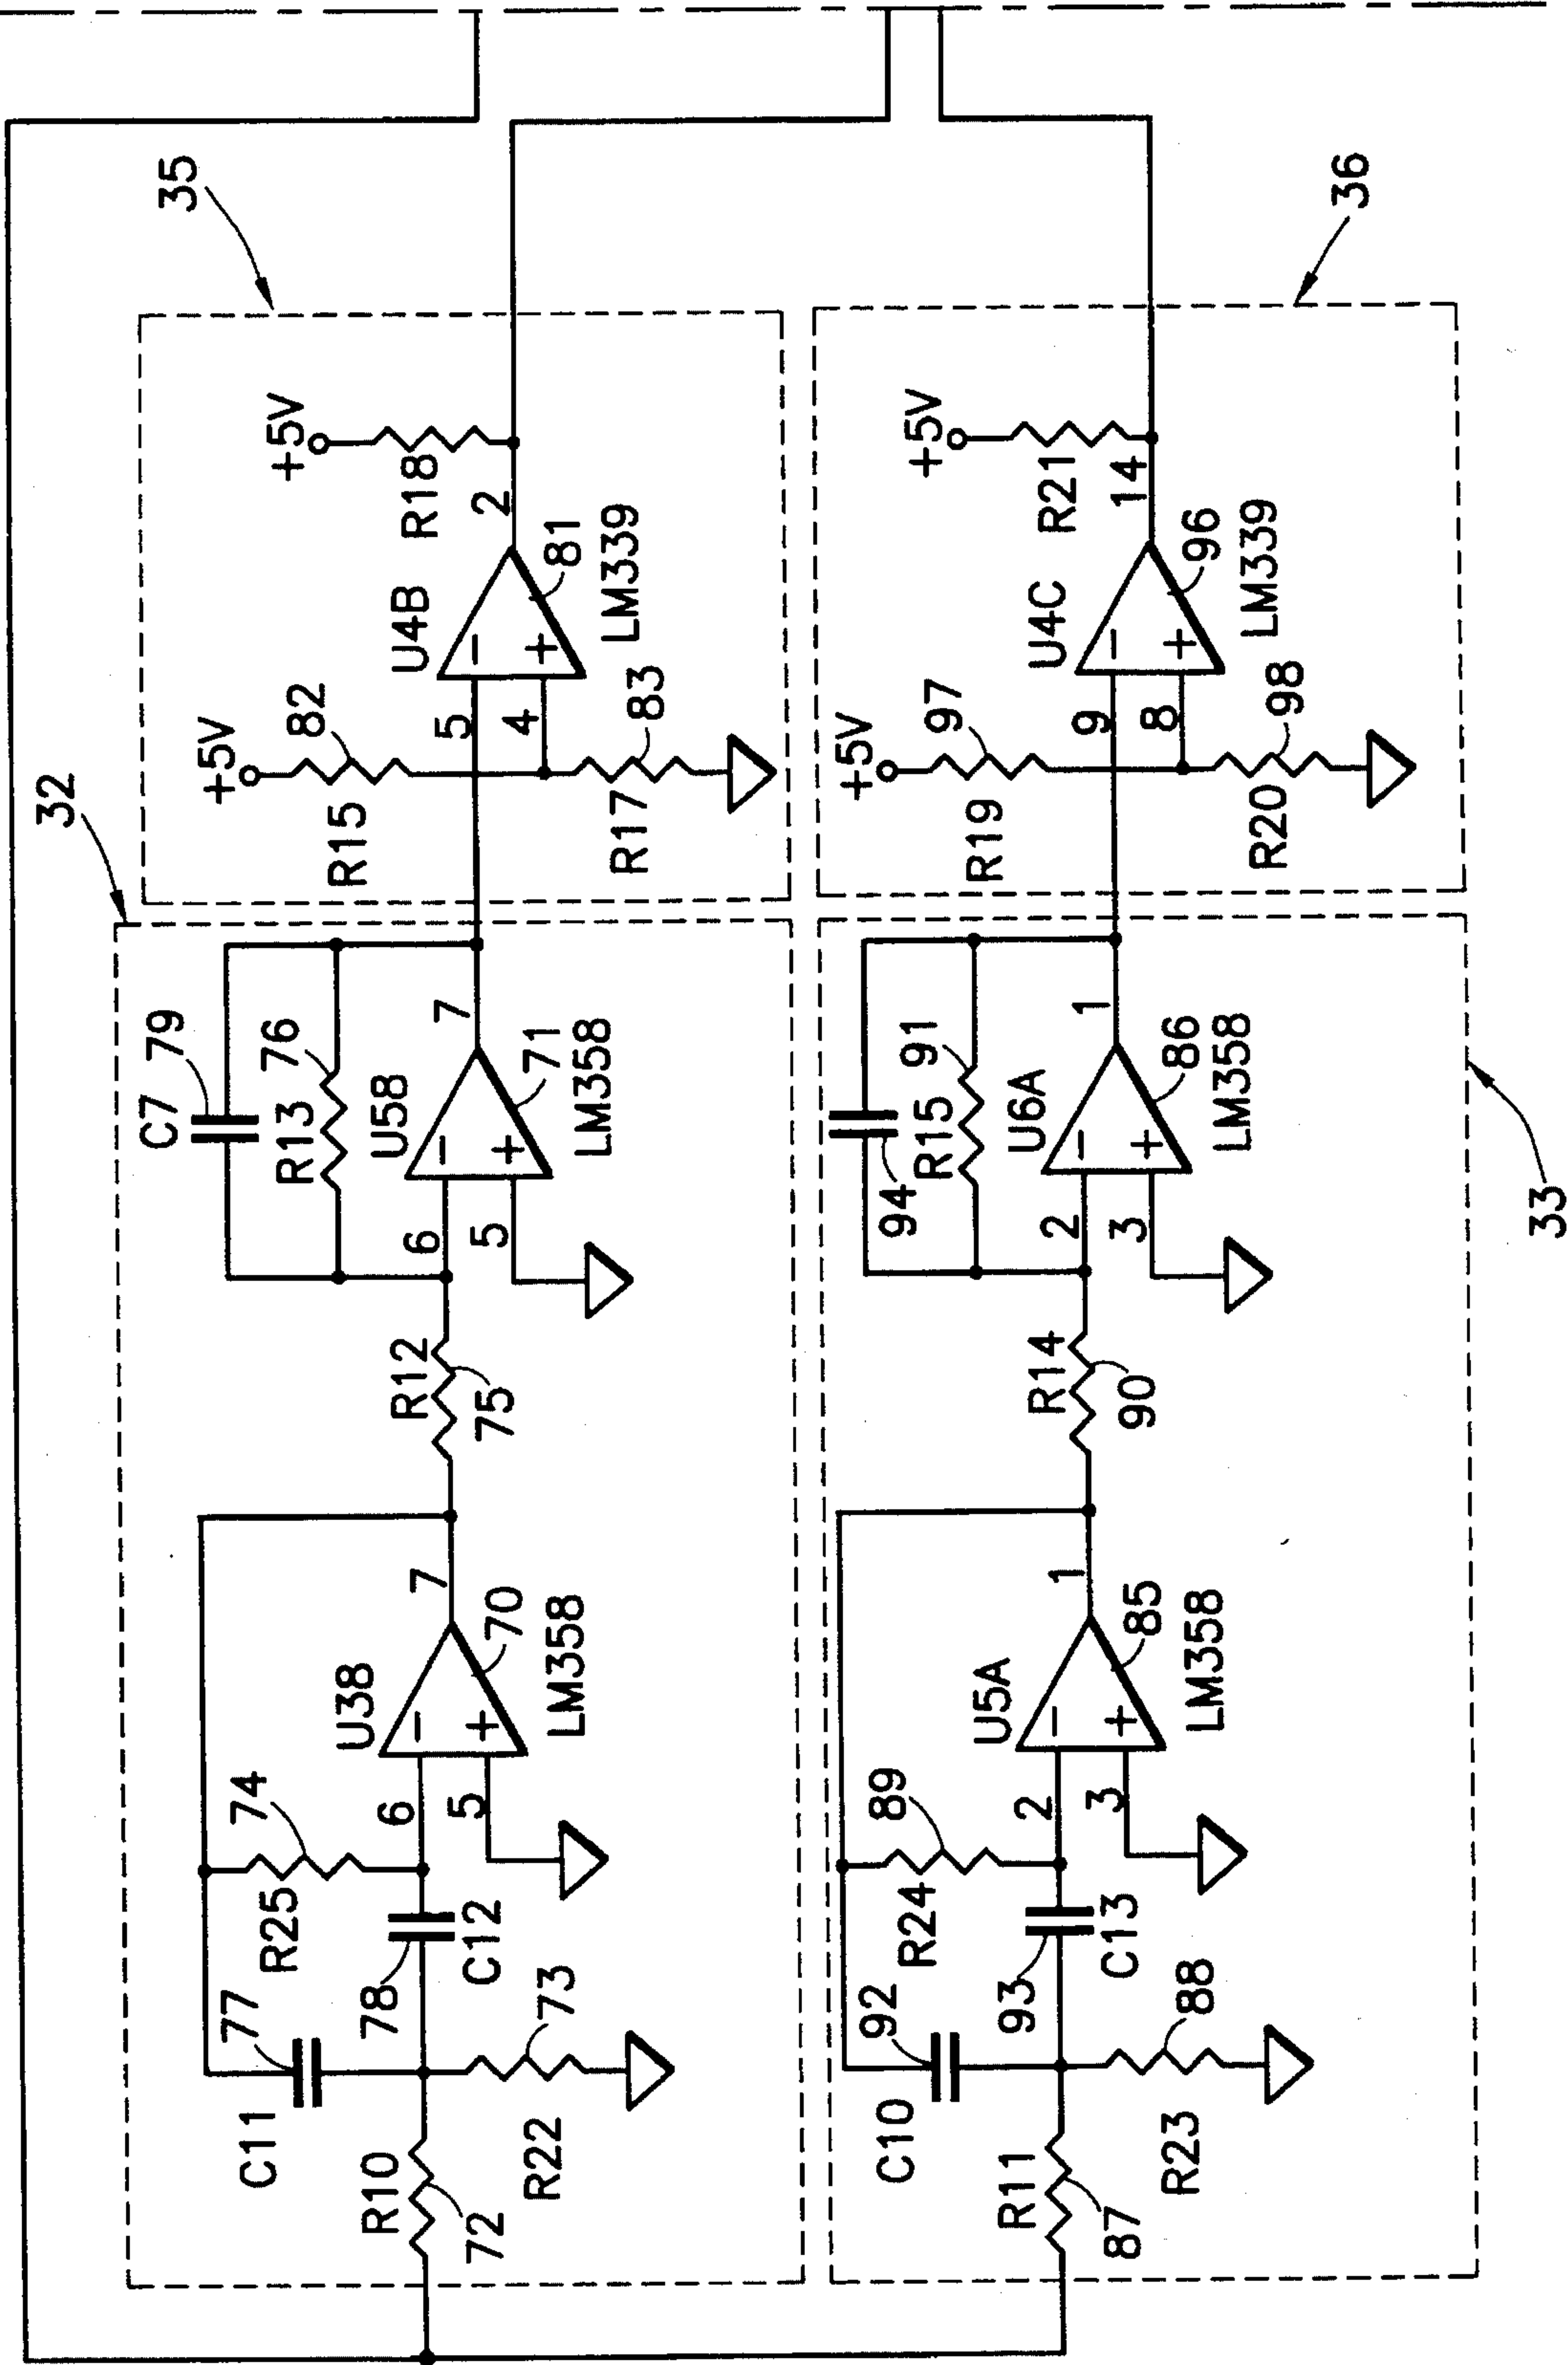 35
36
+5V
R18
2
+5V
R21
14
U4B
81
LM339
U4C
96
LM339
+5V
82
R15
5
4
83
R17
−
+
+5V
97
R19
9
8
98
R20
−
+
32
C7
79
76
R13
U58
7
71
LM358
6
5
−
+
94
91
R15
U6A
1
86
LM358
2
3
−
+
33
R12
75
R14
90
U38
7
70
LM358
74
R25
6
5
−
+
U5A
1
85
LM358
89
R24
2
3
−
+
77
C11
78
C12
73
R22
R10
72
92
C10
93
C13
88
R23
R11
87